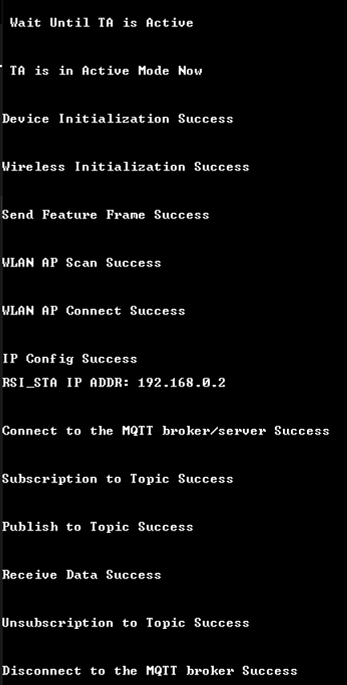 Wait Until TA is Active
TA is in Active Mode Now
Device Initialization Success
Wireless Initialization Success
Send Feature Frame Success
WLAN AP Scan Success
WLAN AP Connect Success
IP Config Success
RSI_STA IP ADDR: 192.168.0.2
Connect to the MQTT broker/server Success
Subscription to Topic Success
Publish to Topic Success
Receive Data Success
Unsubscription to Topic Success
Disconnect to the MQTT broker Success